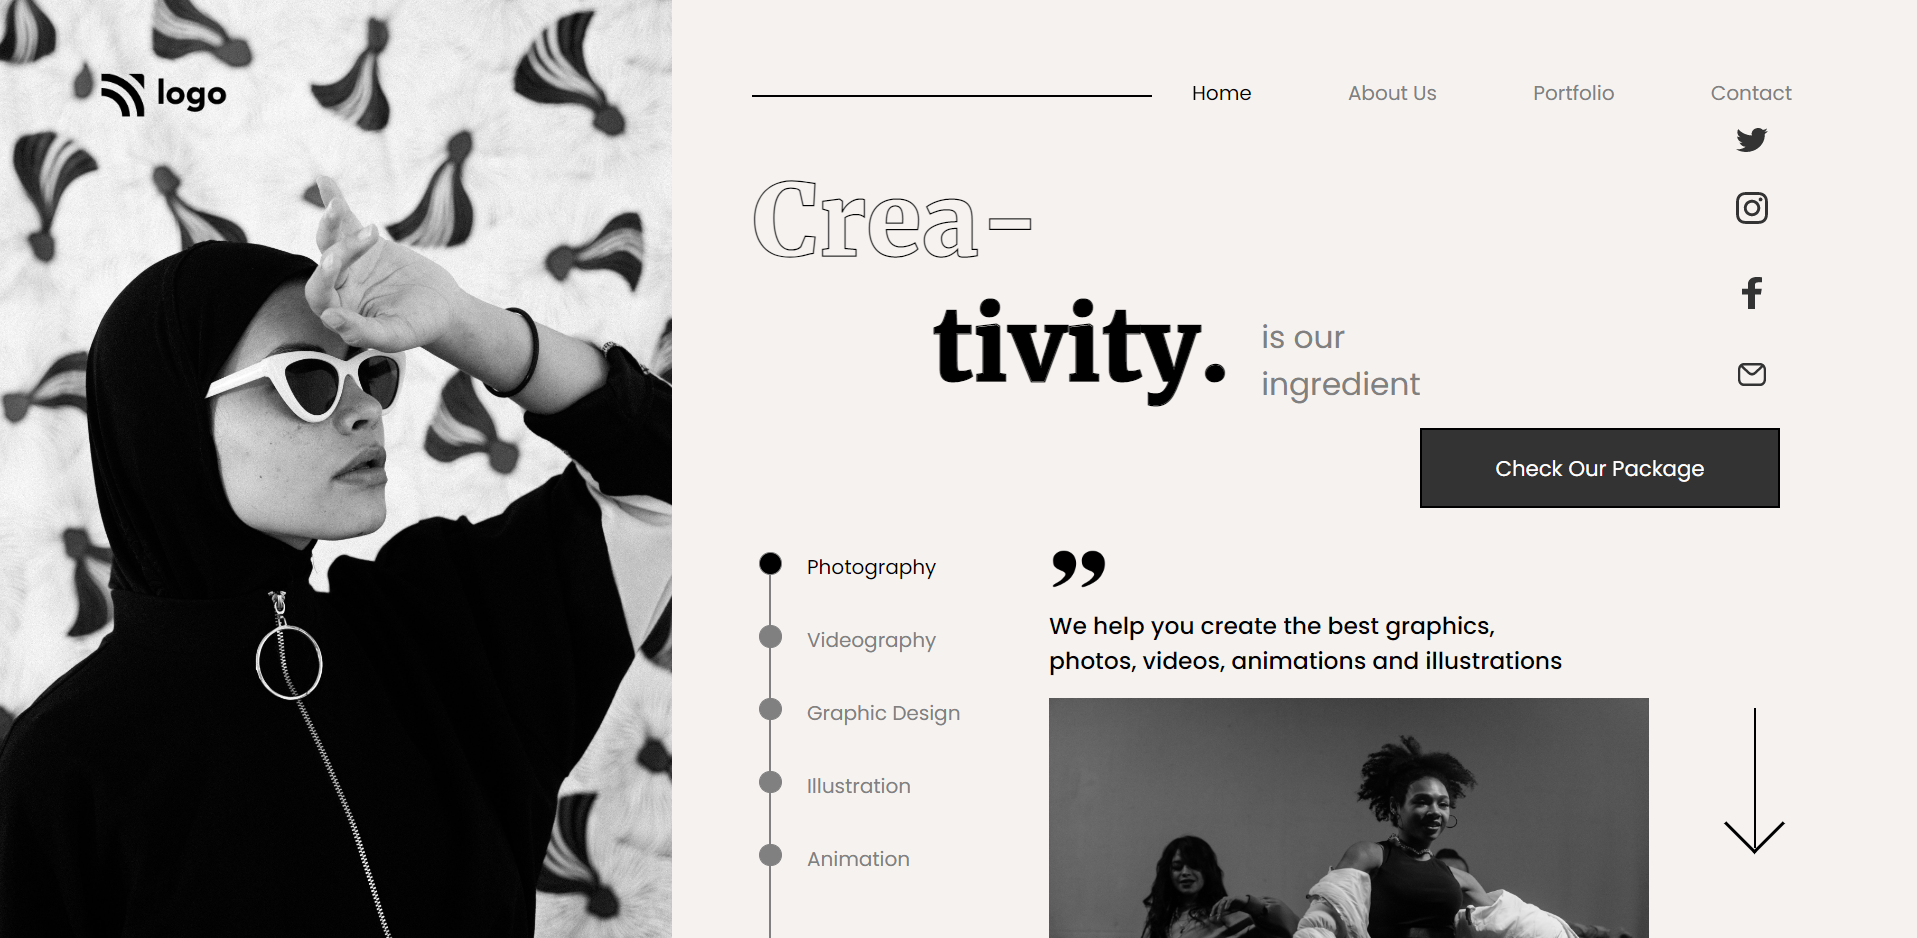 logo
Home
About Us
Portfolio
Contact
Crea-
tivity.
is our
ingredient
Check Our Package
Photography
Videography
Graphic Design
Illustration
Animation
”
We help you create the best graphics,
photos, videos, animations and illustrations